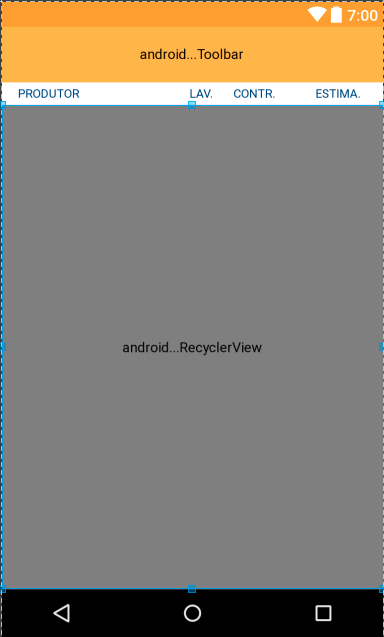 7:00
android...Toolbar
PRODUTOR LAV. CONTR. ESTIMA.
android...RecyclerView